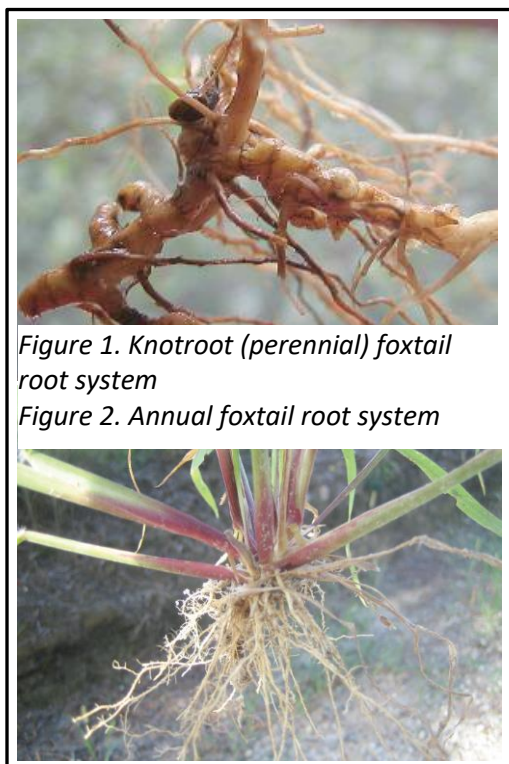 Figure 1. Knotroot (perennial) foxtail
root system
Figure 2. Annual foxtail root system